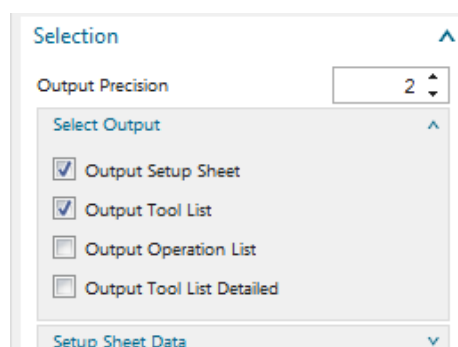 Selection
Output Precision 2
Select Output
Output Setup Sheet
Output Tool List
Output Operation List
Output Tool List Detailed
Setup Sheet Data